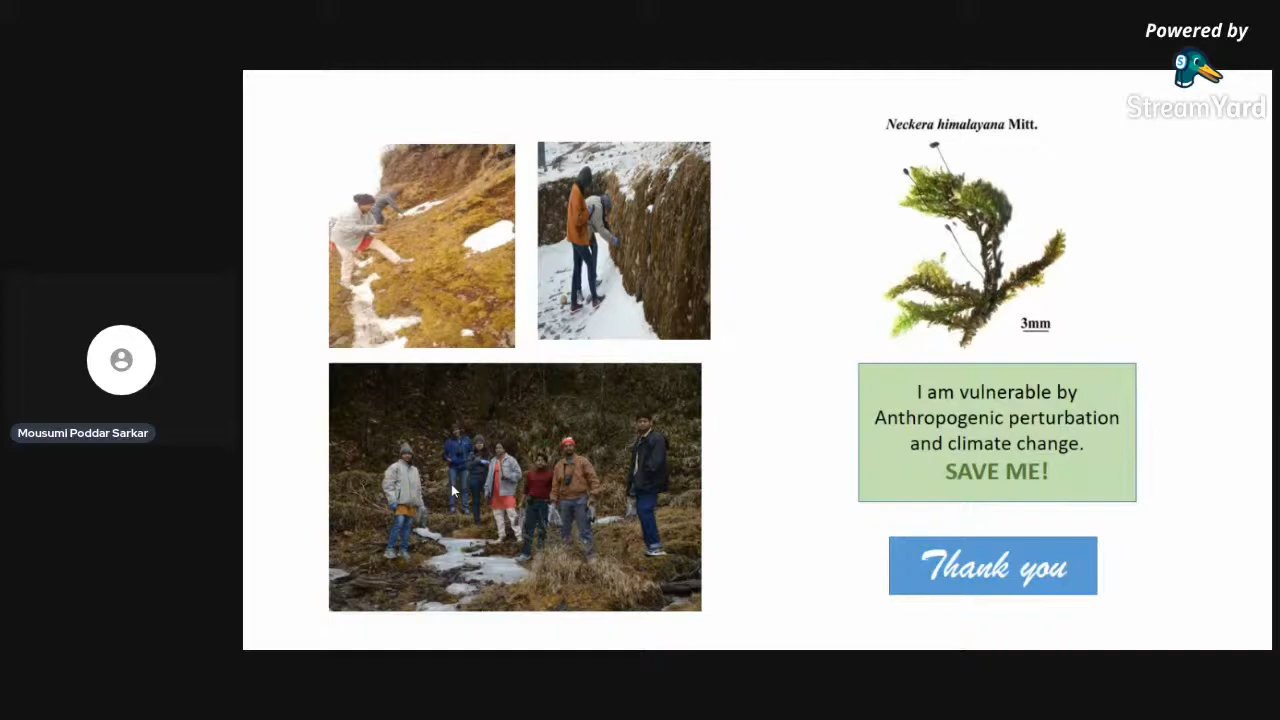 Powered by
StreamYard
Neckera himalayana Mitt.
3mm
I am vulnerable by
Anthropogenic perturbation
and climate change.
SAVE ME!
Thank you
Mousumi Poddar Sarkar